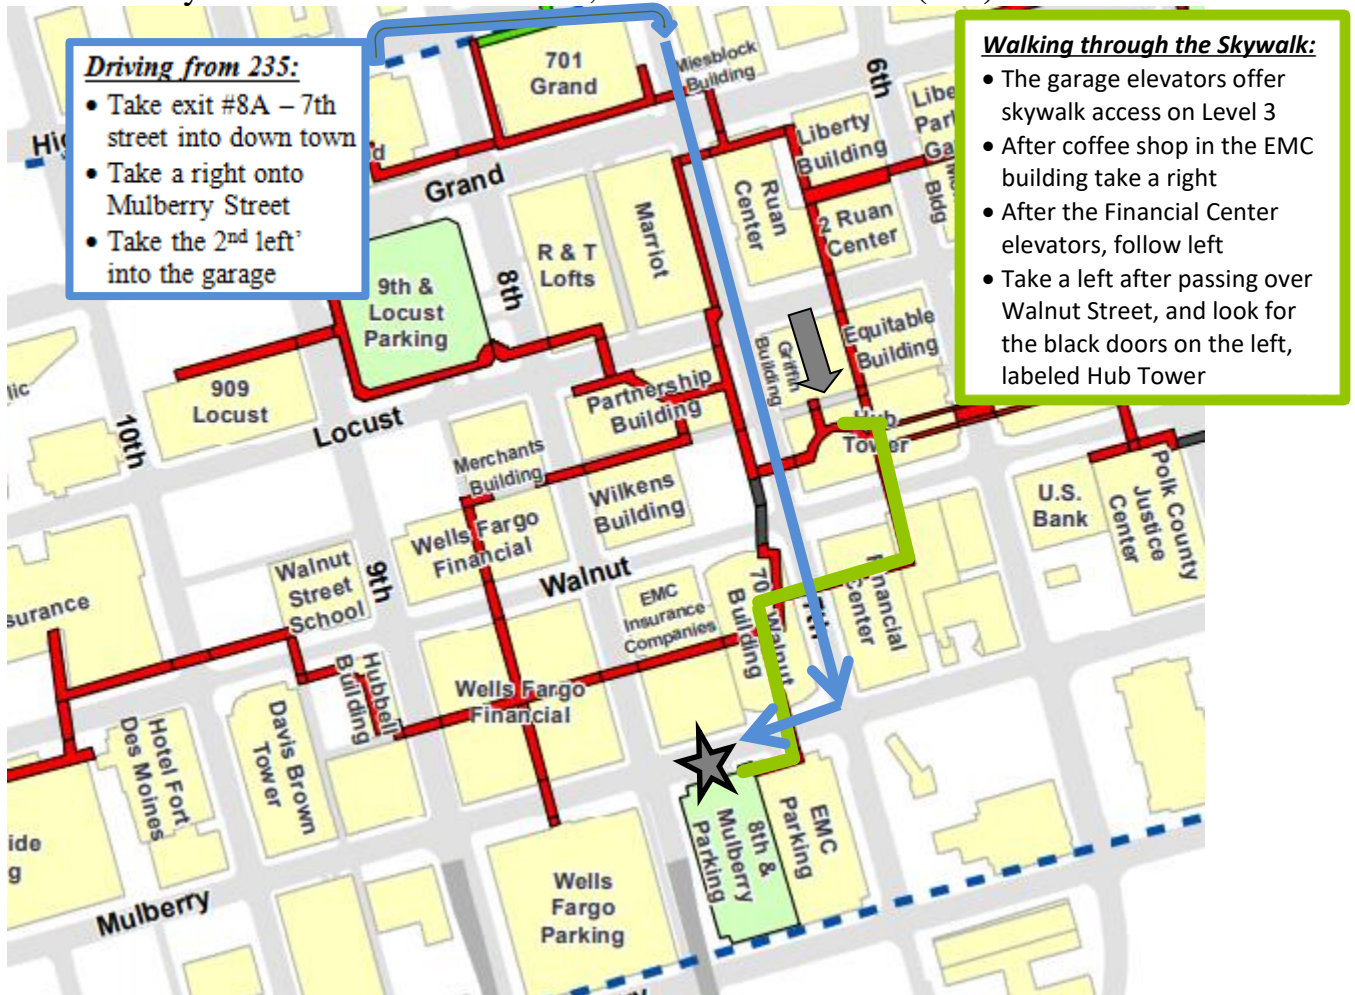 Driving from 235:
• Take exit #8A – 7th
street into down town
• Take a right onto
Mulberry Street
• Take the 2nd left’
into the garage
Walking through the Skywalk:
• The garage elevators offer
skywalk access on Level 3
• After coffee shop in the EMC
building take a right
• After the Financial Center
elevators, follow left
• Take a left after passing over
Walnut Street, and look for
the black doors on the left,
labeled Hub Tower
701
Grand
Miesblock
Building
6th
Liberty
Building
Grand
Marriot
Ruan
Center
2 Ruan
Center
Bldg
R & T
Lofts
8th
9th &
Locust
Parking
Griffin
Building
Equitable
Building
909
Locust
Locust
10th
Partnership
Building
Hub
Tower
Merchants
Building
Wilkens
Building
U.S.
Bank
Polk County
Justice
Center
Wells Fargo
Financial
Walnut
Walnut
Street
School
9th
EMC
Insurance
Companies
Walnut
Building
7th
Financial
Center
Hubbell
Building
Wells Fargo
Financial
Hotel Fort
Des Moines
Davis Brown
Tower
8th &
Mulberry
Parking
EMC
Parking
Wells
Fargo
Parking
Mulberry